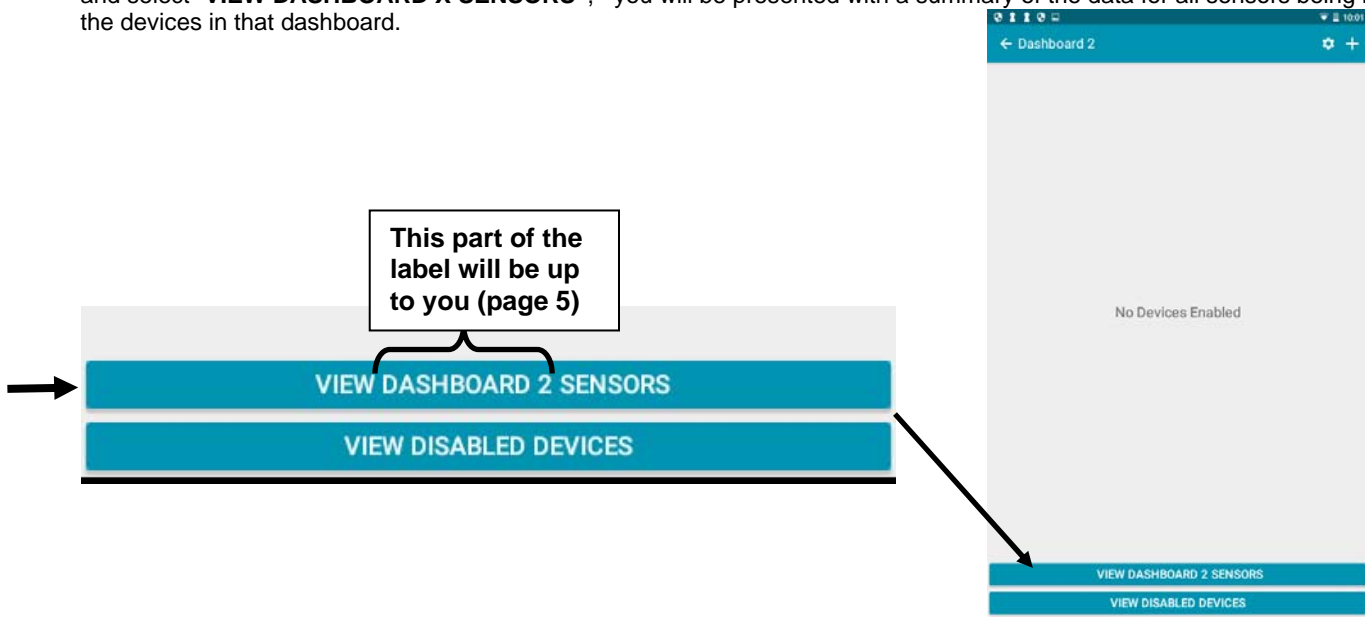 and select "VIEW DASHBOARD X SENSORS", you will be presented with a summary of the data for all sensors being
the devices in that dashboard.
10:01
← Dashboard 2
This part of the
label will be up
to you (page 5)
No Devices Enabled
VIEW DASHBOARD 2 SENSORS
VIEW DISABLED DEVICES
VIEW DASHBOARD 2 SENSORS
VIEW DISABLED DEVICES